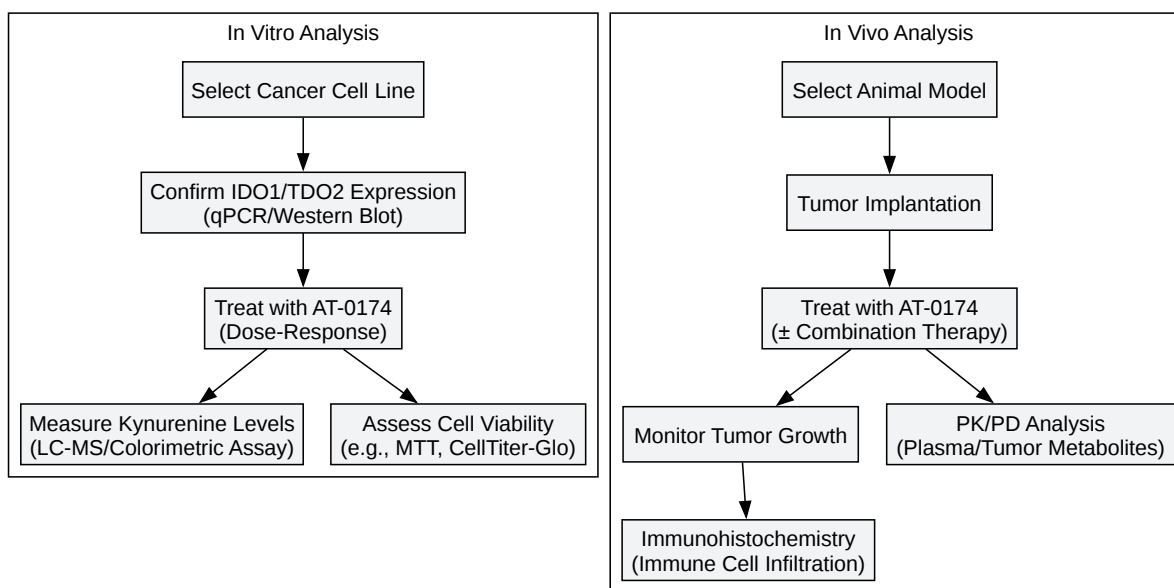 In Vitro Analysis
Select Cancer Cell Line
Confirm IDO1/TDO2 Expression
(qPCR/Western Blot)
Treat with AT-0174
(Dose-Response)
Measure Kynurenine Levels
(LC-MS/Colorimetric Assay)
Assess Cell Viability
(e.g., MTT, CellTiter-Glo)
In Vivo Analysis
Select Animal Model
Tumor Implantation
Treat with AT-0174
(± Combination Therapy)
Monitor Tumor Growth
PK/PD Analysis
(Plasma/Tumor Metabolites)
Immunohistochemistry
(Immune Cell Infiltration)